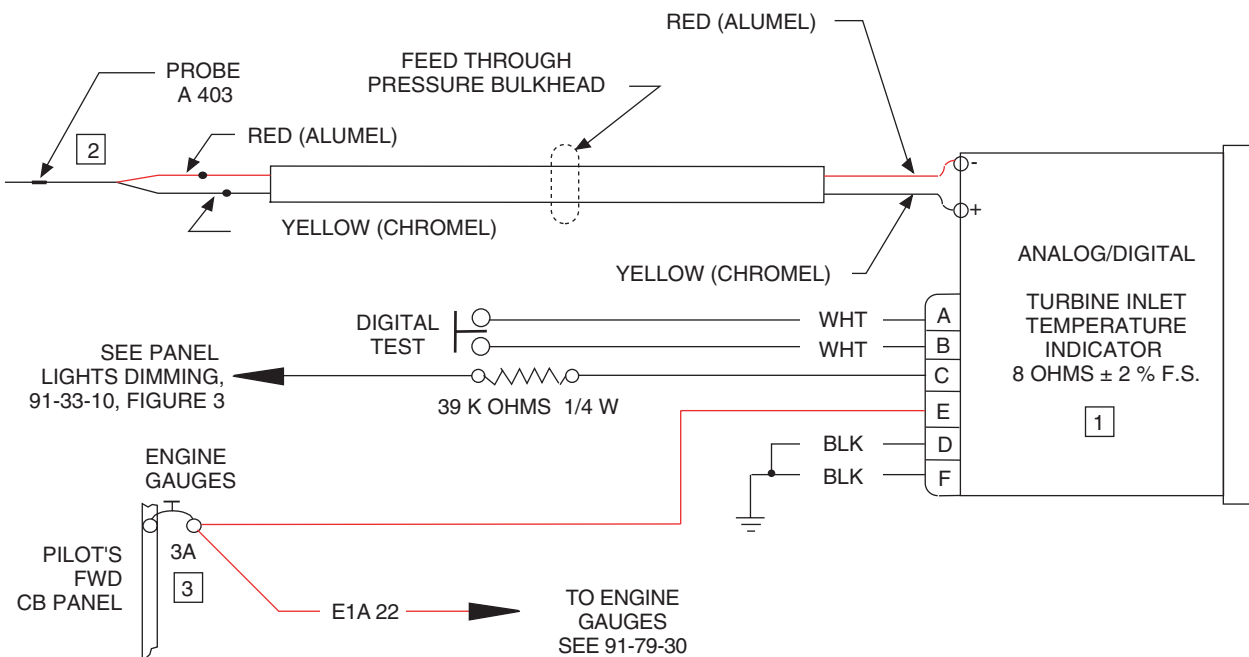 RED (ALUMEL)
FEED THROUGH
PRESSURE BULKHEAD
PROBE
A 403
2
RED (ALUMEL)
-
+
YELLOW (CHROMEL)
YELLOW (CHROMEL)
ANALOG/DIGITAL
TURBINE INLET
TEMPERATURE
INDICATOR
8 OHMS ± 2 % F.S.
1
DIGITAL
TEST
WHT
A
WHT
B
C
E
D
F
SEE PANEL
LIGHTS DIMMING,
91-33-10, FIGURE 3
39 K OHMS 1/4 W
BLK
BLK
ENGINE
GAUGES
3A
3
PILOT'S
FWD
CB PANEL
E1A 22
TO ENGINE
GAUGES
SEE 91-79-30